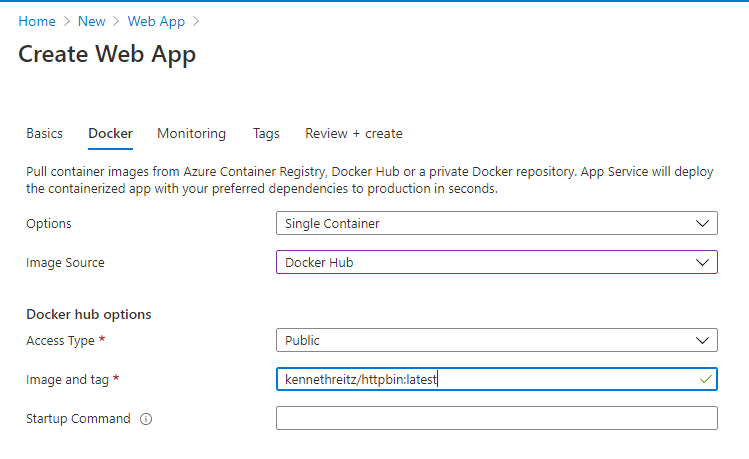 Home > New > Web App >
Create Web App
Basics Docker Monitoring Tags Review + create
Pull container images from Azure Container Registry, Docker Hub or a private Docker repository. App Service will deploy
the containerized app with your preferred dependencies to production in seconds.
Options Single Container
Image Source Docker Hub
Docker hub options
Access Type * Public
Image and tag * kennethreitz/httpbin:latest
Startup Command